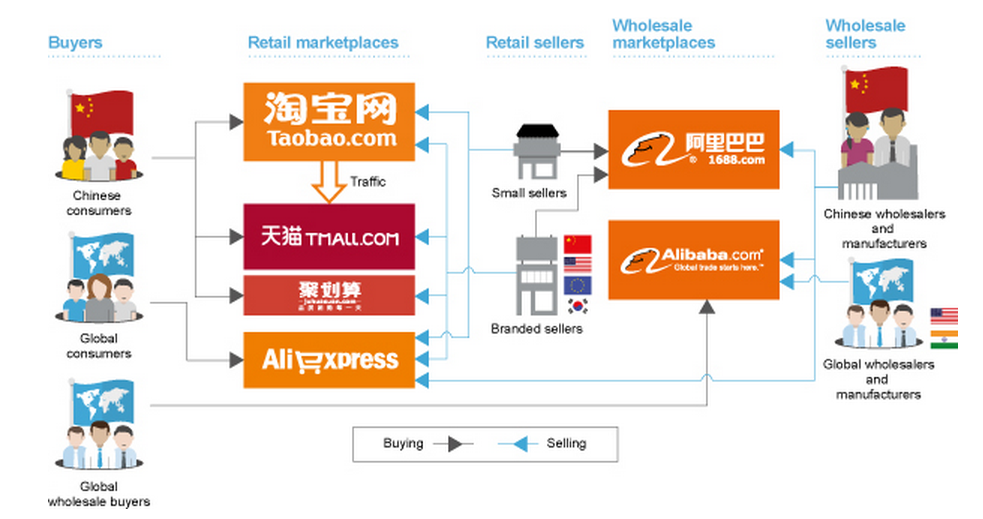 Buyers
Retail marketplaces
Retail sellers
Wholesale
marketplaces
Wholesale
sellers
Chinese
consumers
淘宝网
Taobao.com
Traffic
天猫 TMALL.COM
聚划算
Small sellers
阿里巴巴
® 1688.com
Chinese wholesalers
and
manufacturers
Global
consumers
AliExpress
Branded sellers
Alibaba.com®
Global trade starts here.™
Global wholesalers
and
manufacturers
Global
wholesale buyers
Buying
Selling